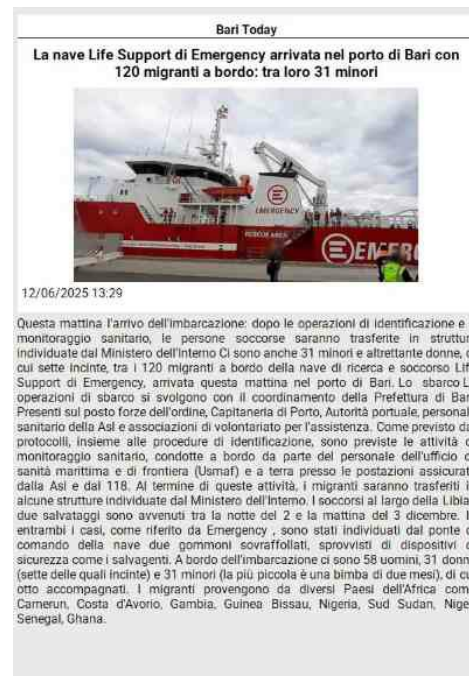 Bari Today
La nave Life Support di Emergency arrivata nel porto di Bari con
120 migranti a bordo: tra loro 31 minori
EMERGENCY
RESCUE AREA
EMERG
12/06/2025 13:29
Questa mattina l'arrivo dell'imbarcazione: dopo le operazioni di identificazione e
monitoraggio sanitario, le persone soccorse saranno trasferite in struttur
individuate dal Ministero dell'Interno Ci sono anche 31 minori e altrettante donne, d
cui sette incinte, tra i 120 migranti a bordo della nave di ricerca e soccorso Lif
Support di Emergency, arrivata questa mattina nel porto di Bari. Lo sbarco L
operazioni di sbarco si svolgono con il coordinamento della Prefettura di Bar
Presenti sul posto forze dell'ordine, Capitaneria di Porto, Autorità portuale, personal
sanitario della Asl e associazioni di volontariato per l'assistenza. Come previsto da
protocolli, insieme alle procedure di identificazione, sono previste le attività d
monitoraggio sanitario, condotte a bordo da parte del personale dell'ufficio d
sanità marittima e di frontiera (Usmaf) e a terra presso le postazioni assicurat
dalla Asl e dal 118. Al termine di queste attività, i migranti saranno trasferiti i
alcune strutture individuate dal Ministero dell'Interno. I soccorsi al largo della Libia
due salvataggi sono avvenuti tra la notte del 2 e la mattina del 3 dicembre. I
entrambi i casi, come riferito da Emergency , sono stati individuati dal ponte d
comando della nave due gommoni sovraffollati, sprovvisti di dispositivi d
sicurezza come i salvagenti. A bordo dell'imbarcazione ci sono 58 uomini, 31 donn
(sette delle quali incinte) e 31 minori (la più piccola è una bimba di due mesi), di cu
otto accompagnati. I migranti provengono da diversi Paesi dell'Africa com
Camerun, Costa d'Avorio, Gambia, Guinea Bissau, Nigeria, Sud Sudan, Nige
Senegal, Ghana.